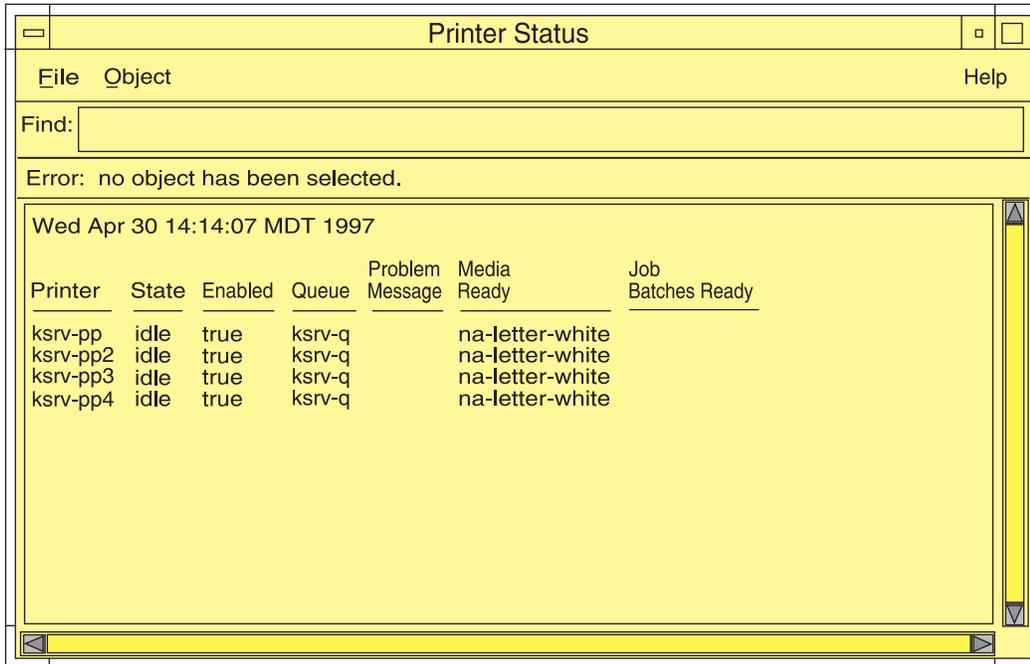 Printer Status
File Object Help
Find:
Error: no object has been selected.
Wed Apr 30 14:14:07 MDT 1997
Problem Media Job
Printer State Enabled Queue Message Ready Batches Ready
ksrv-pp idle true ksrv-q na-letter-white
ksrv-pp2 idle true ksrv-q na-letter-white
ksrv-pp3 idle true ksrv-q na-letter-white
ksrv-pp4 idle true ksrv-q na-letter-white